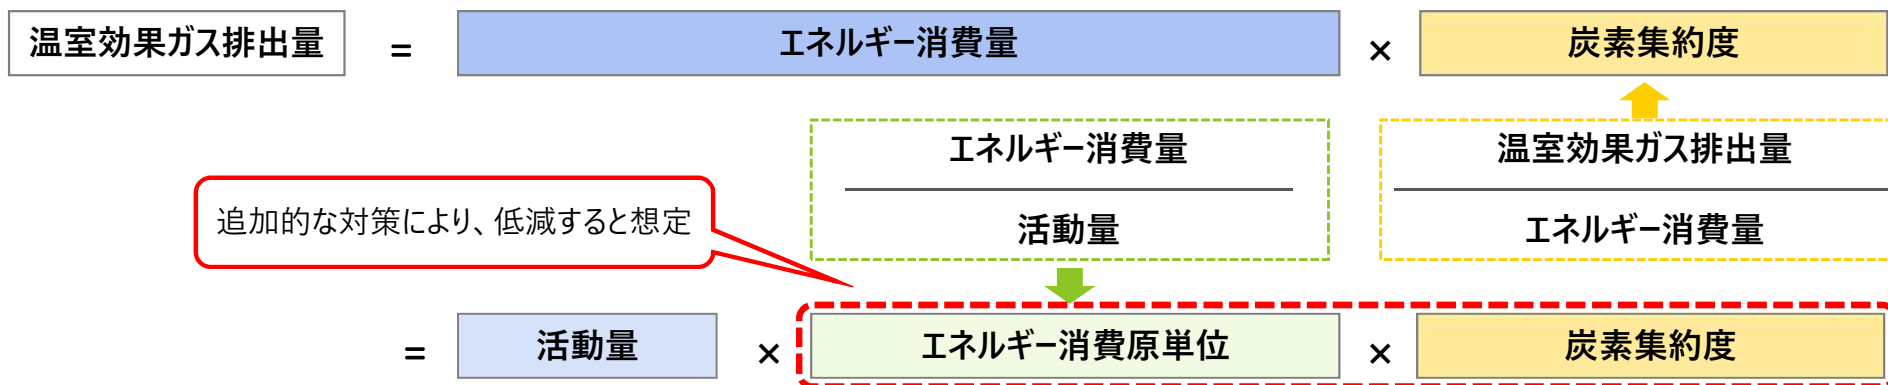 温室効果ガス排出量 = エネルギー消費量 × 炭素集約度
エネルギー消費量
活動量
温室効果ガス排出量
エネルギー消費量
追加的な対策により、低減すると想定
= 活動量 × エネルギー消費原単位 × 炭素集約度